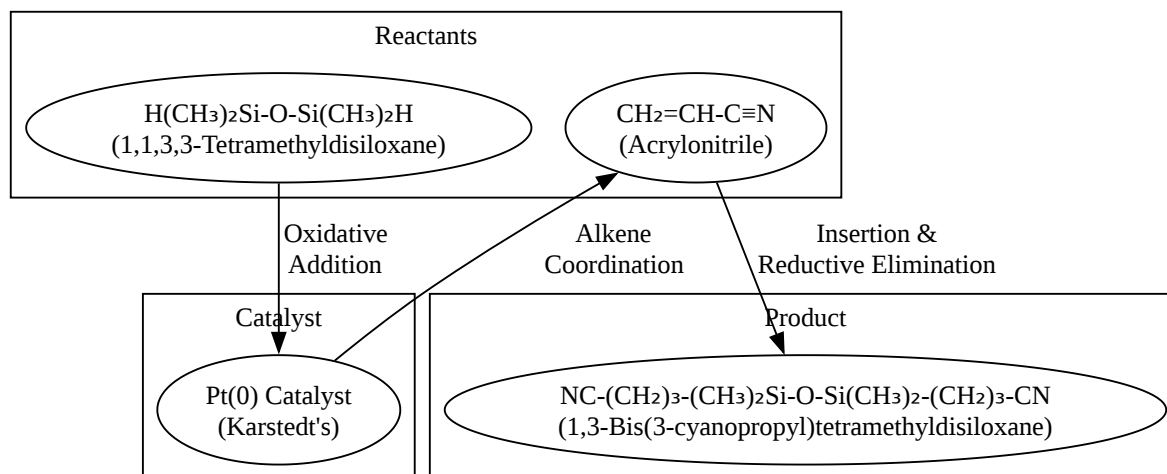 Reactants
H(CH₃)₂Si-O-Si(CH₃)₂H
(1,1,3,3-Tetramethyldisiloxane)
CH₂=CH-C≡N
(Acrylonitrile)
Oxidative
Addition
Alkene
Coordination
Insertion &
Reductive Elimination
Catalyst
Pt(0) Catalyst
(Karstedt's)
Product
NC-(CH₂)₃-(CH₃)₂Si-O-Si(CH₃)₂-(CH₂)₃-CN
(1,3-Bis(3-cyanopropyl)tetramethyldisiloxane)